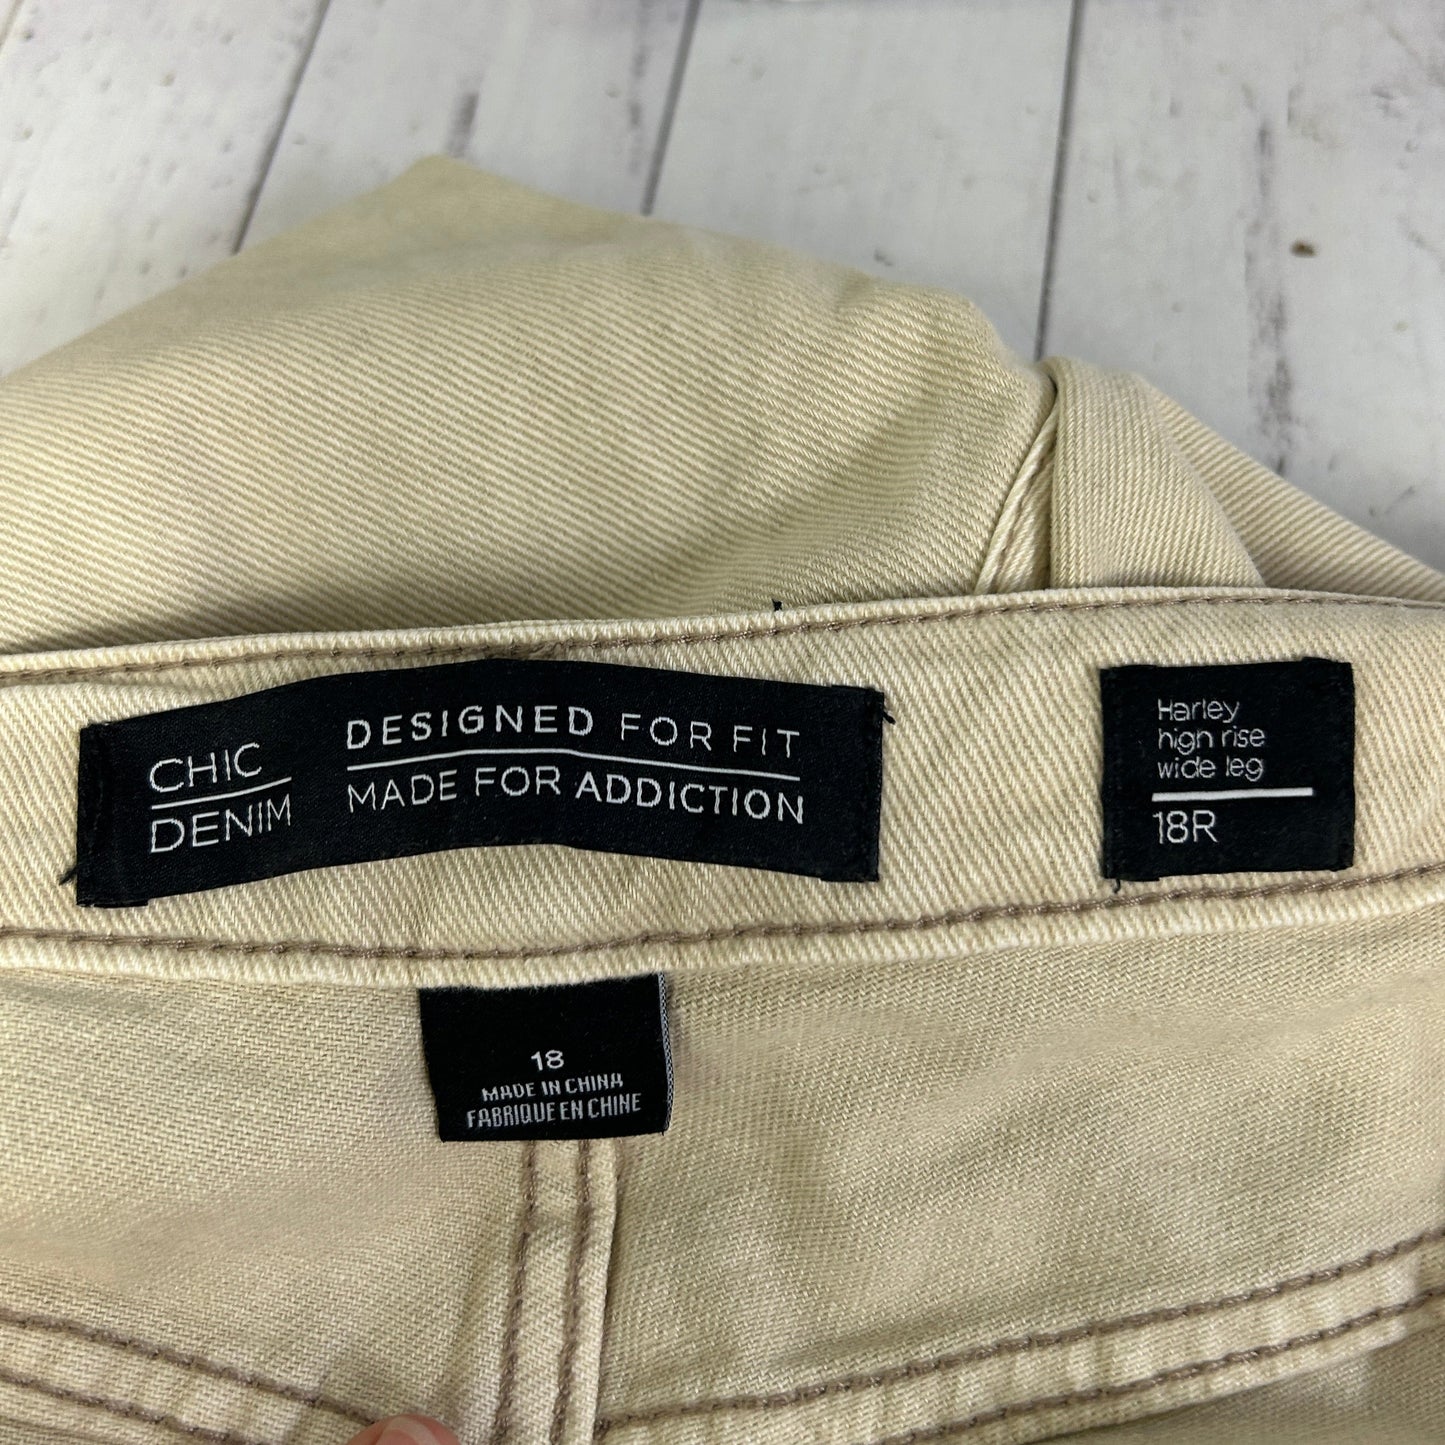 CHIC
DENIM
DESIGNED FOR FIT
MADE FOR ADDICTION
Harley
high rise
wide leg
18R
18
MADE IN CHINA
FABRIQUE EN CHINE